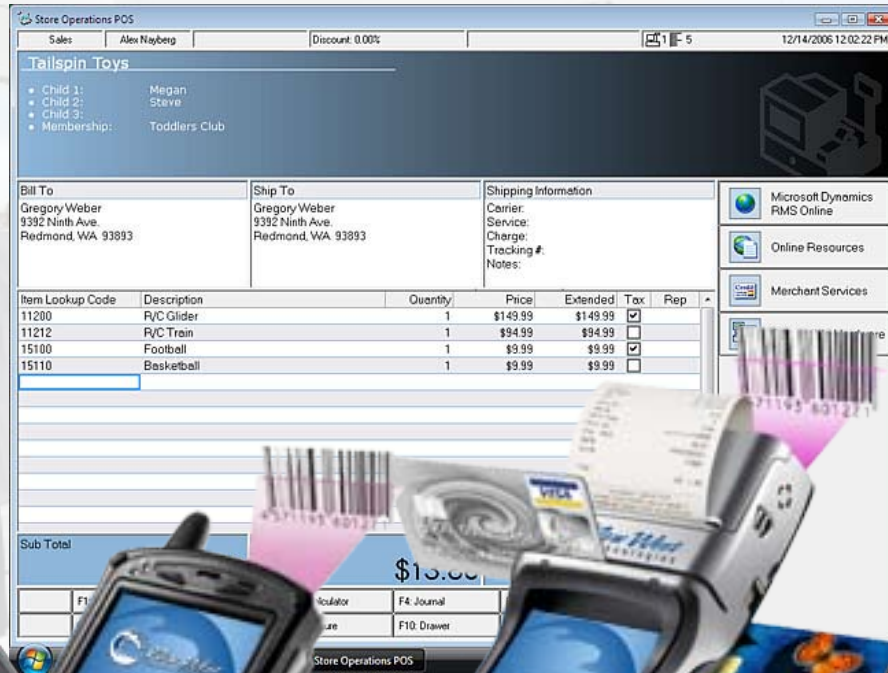 Store Operations POS
Sales Alex Nayberg Discount: 0.00% 1 5 12/14/2006 12:02:22 PM
Tailspin Toys
• Child 1: Megan
• Child 2: Steve
• Child 3:
• Membership: Toddlers Club
Bill To Ship To Shipping Information
Gregory Weber Gregory Weber Carrier:
9392 Ninth Ave. 9392 Ninth Ave. Service:
Redmond, WA 93893 Redmond, WA 93893 Charge:
Tracking #:
Notes:
Microsoft Dynamics
RMS Online
Online Resources
Merchant Services
Item Lookup Code Description Quantity Price Extended Tax Rep
11200 R/C Glider 1 $149.99 $149.99
11212 R/C Train 1 $94.99 $94.99
15100 Football 1 $9.99 $9.99
15110 Basketball 1 $9.99 $9.99
VISA
Sub Total
F4: Journal
F10: Drawer
Store Operations POS